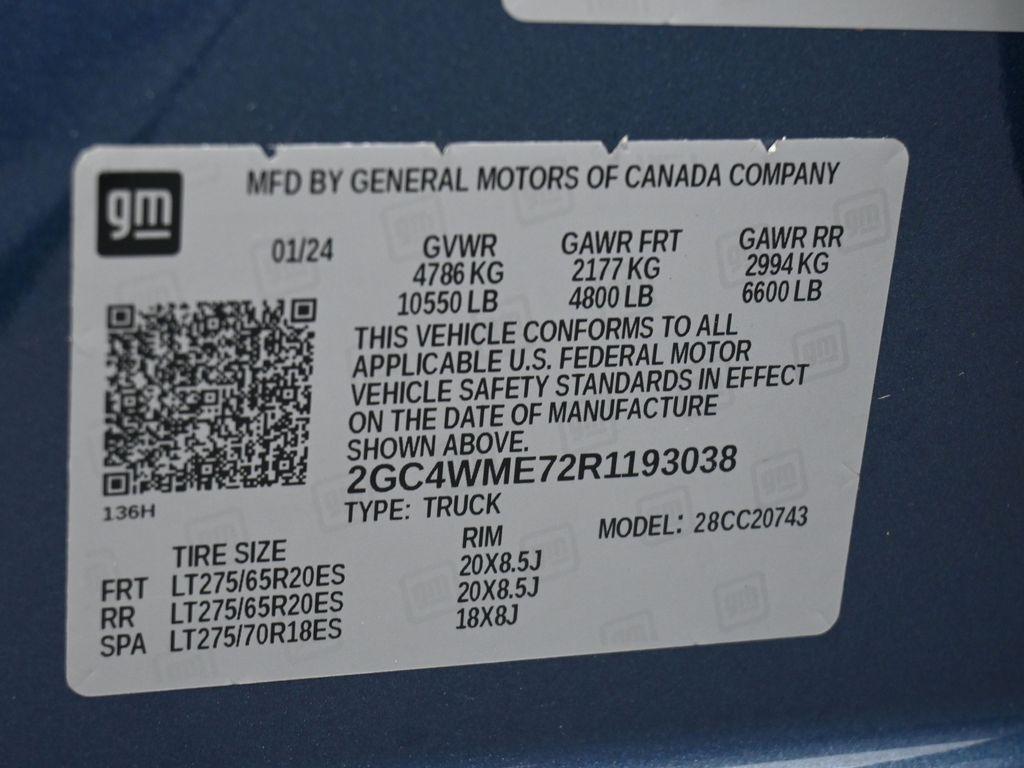 gm
MFD BY GENERAL MOTORS OF CANADA COMPANY
01/24 GVWR GAWR FRT GAWR RR
4786 KG 2177 KG 2994 KG
10550 LB 4800 LB 6600 LB
THIS VEHICLE CONFORMS TO ALL
APPLICABLE U.S. FEDERAL MOTOR
VEHICLE SAFETY STANDARDS IN EFFECT
ON THE DATE OF MANUFACTURE
SHOWN ABOVE.
2GC4WME72R1193038
136H
TYPE: TRUCK MODEL: 28CC20743
TIRE SIZE RIM
FRT LT275/65R20ES 20X8.5J
RR LT275/65R20ES 20X8.5J
SPA LT275/70R18ES 18X8J